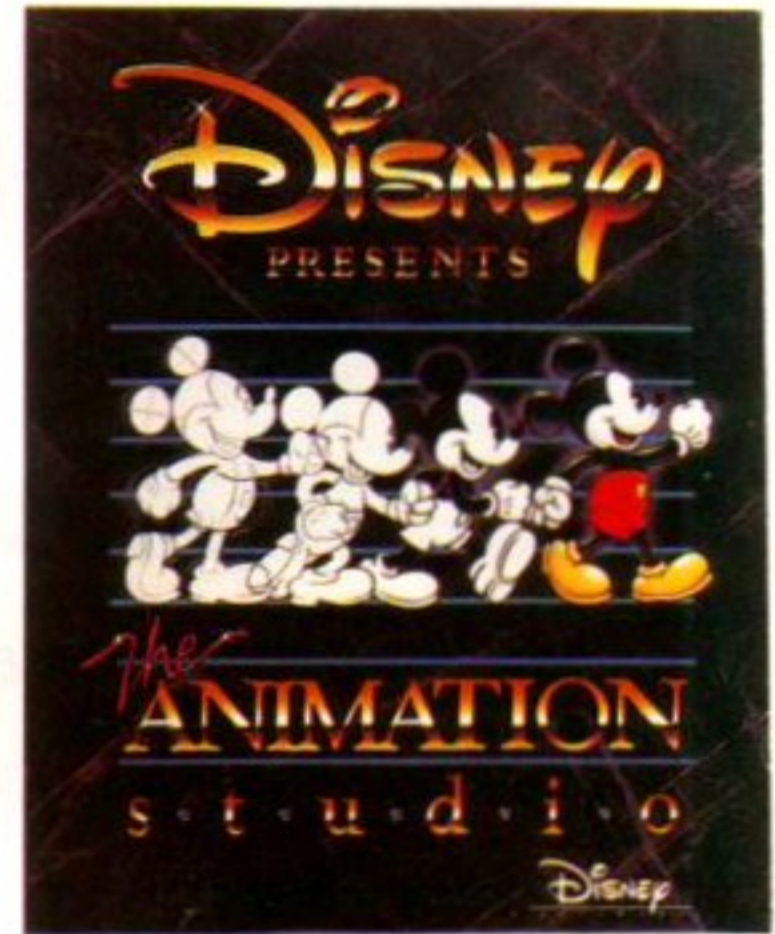 DISNEY
PRESENTS
The
ANIMATION
s·t·u·d·i·o
DISNEY